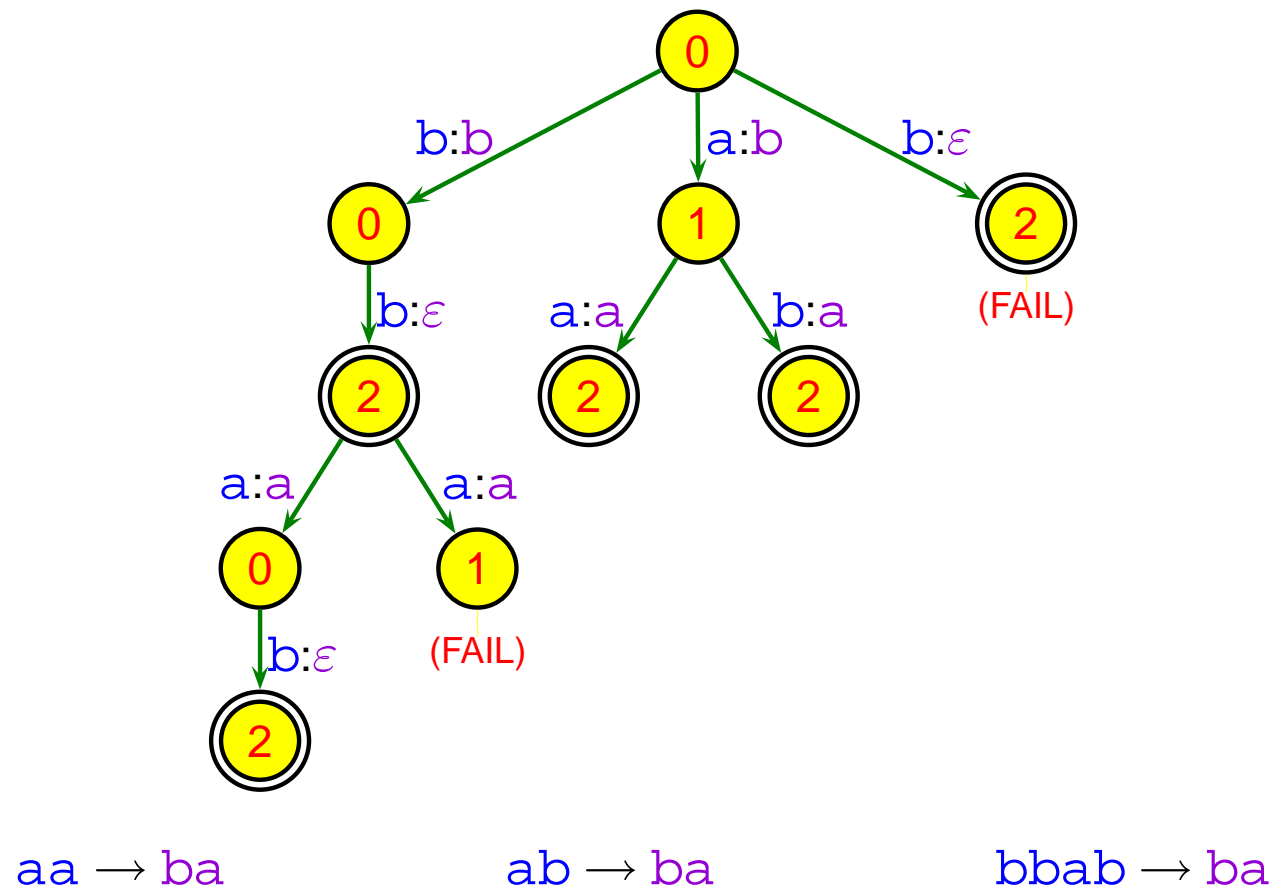 0
b:b a:b b:ε
0 1 2
b:ε a:a b:a (FAIL)
2 2 2
a:a a:a
0 1
b:ε (FAIL)
2
aa → ba ab → ba bbab → ba